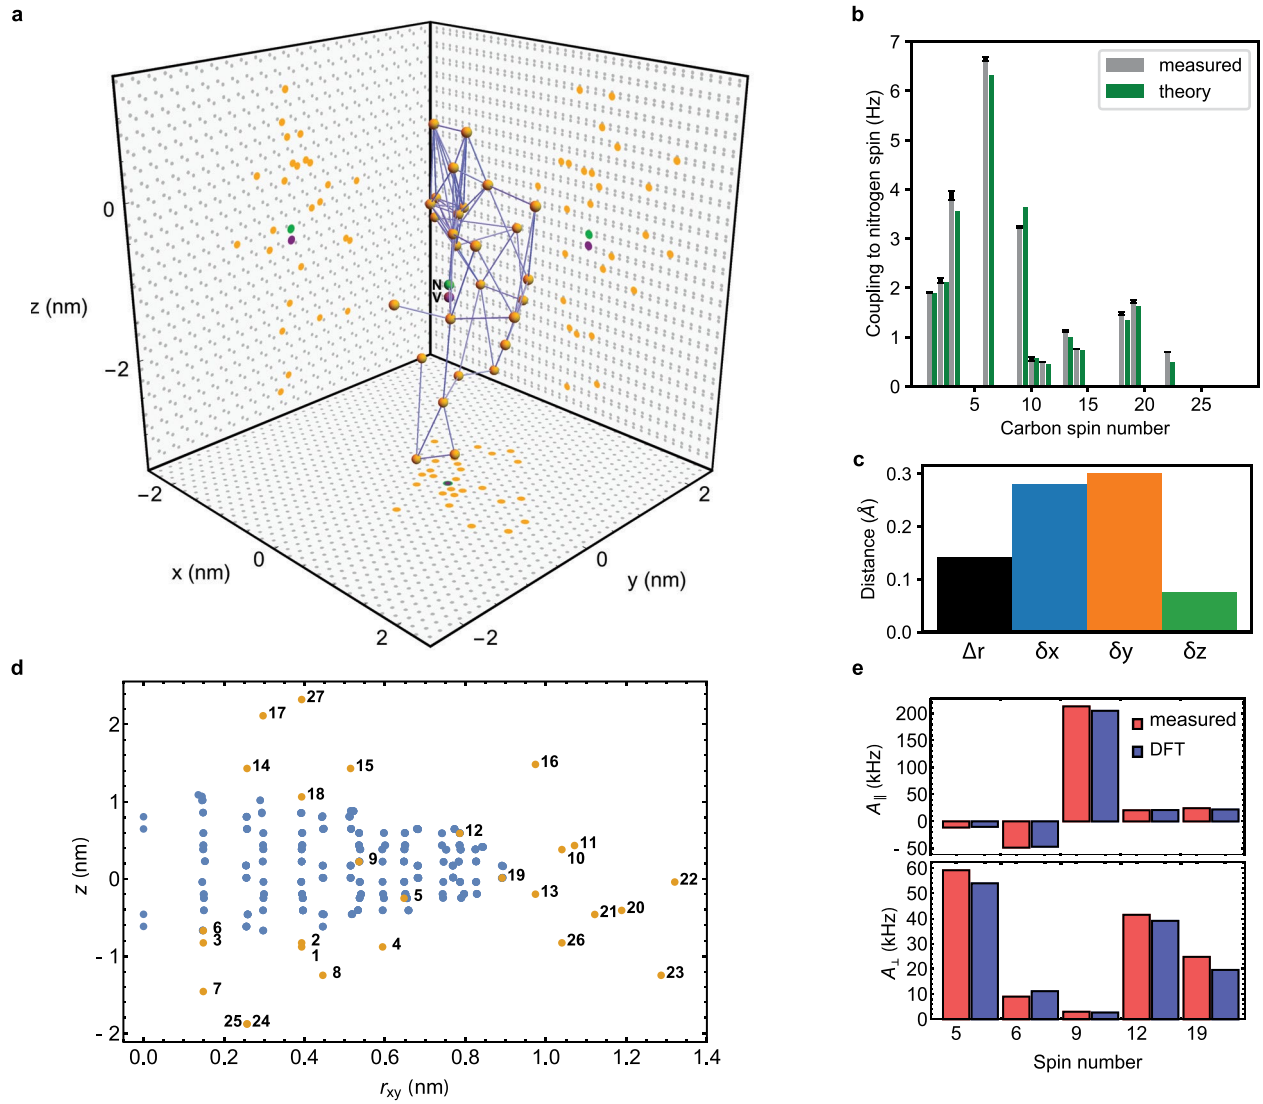 a
0
z (nm)
−2
N
V
−2
0
2
x (nm)
−2
0
2
y (nm)
b
7
6
5
4
3
2
1
0
Coupling to nitrogen spin (Hz)
measured
theory
5 10 15 20 25
Carbon spin number
c
0.3
0.2
0.1
0.0
Distance (Å)
Δr δx δy δz
d
2
1
0
- 1
- 2
z (nm)
27
17
14 15 16
18
12
11
10
9
19
22
5
13
21 20
6
3 2
1
4
26
8
23
7
25 24
0.0 0.2 0.4 0.6 0.8 1.0 1.2 1.4
rxy (nm)
e
200
150
100
50
0
- 50
A∥ (kHz)
measured
DFT
60
50
40
30
20
10
0
A⊥ (kHz)
5 6 9 12 19
Spin number